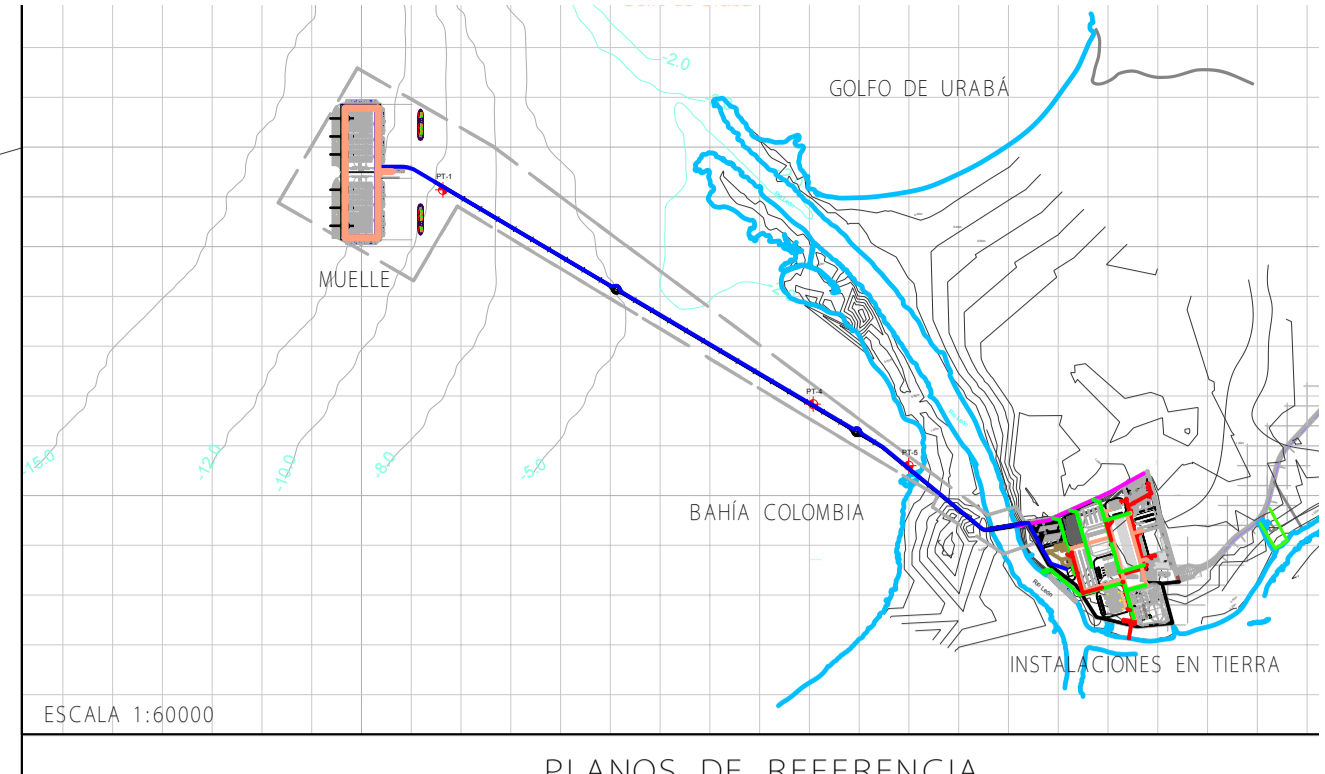 -2.0
GOLFO DE URABÁ
PT-1
MUELLE
PT-4
PT-5
-15.0
-12.0
-10.0
-8.0
-5.0
BAHÍA COLOMBIA
Río León
INSTALACIONES EN TIERRA
ESCALA 1:60000
PLANOS DE REFERENCIA